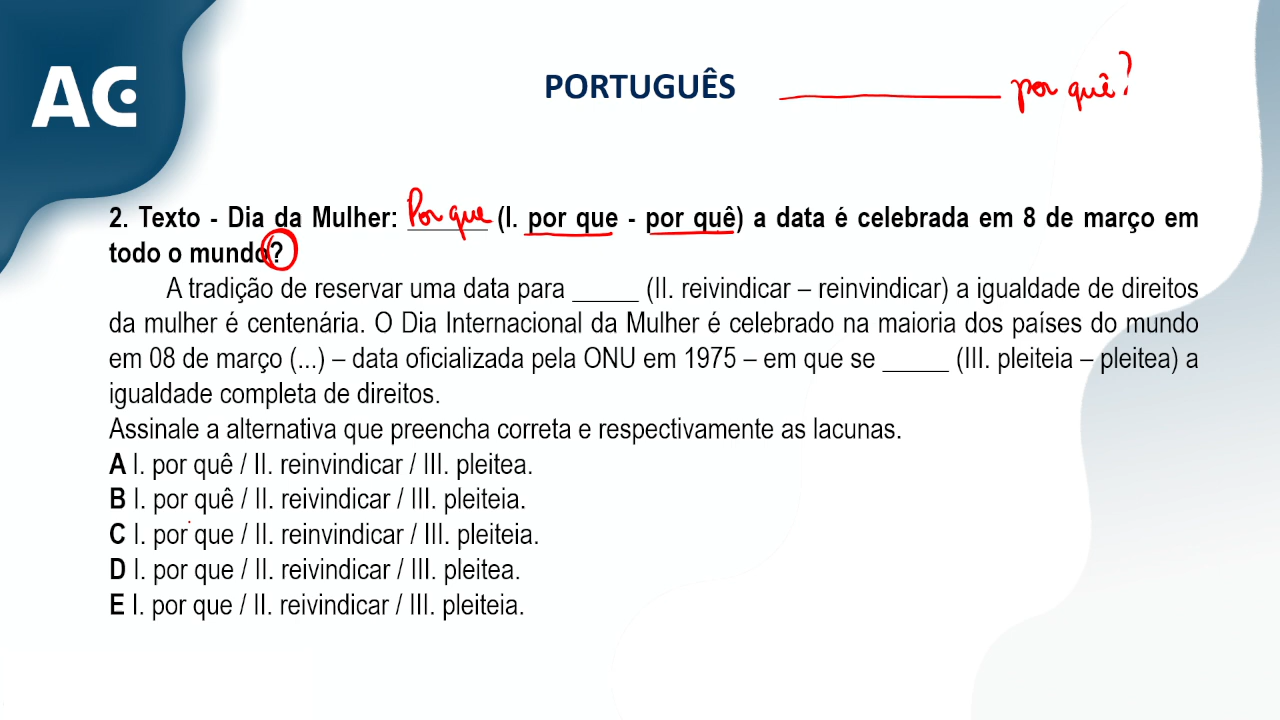 AC
PORTUGUÊS __________ por quê?
2. Texto - Dia da Mulher: Por que (I. por que - por quê) a data é celebrada em 8 de março em
todo o mundo?
A tradição de reservar uma data para _____ (II. reivindicar – reinvindicar) a igualdade de direitos
da mulher é centenária. O Dia Internacional da Mulher é celebrado na maioria dos países do mundo
em 08 de março (...) – data oficializada pela ONU em 1975 – em que se _____ (III. pleiteia – pleitea) a
igualdade completa de direitos.
Assinale a alternativa que preencha correta e respectivamente as lacunas.
A I. por quê / II. reinvindicar / III. pleitea.
B I. por quê / II. reivindicar / III. pleiteia.
C I. por que / II. reinvindicar / III. pleiteia.
D I. por que / II. reivindicar / III. pleitea.
E I. por que / II. reivindicar / III. pleiteia.